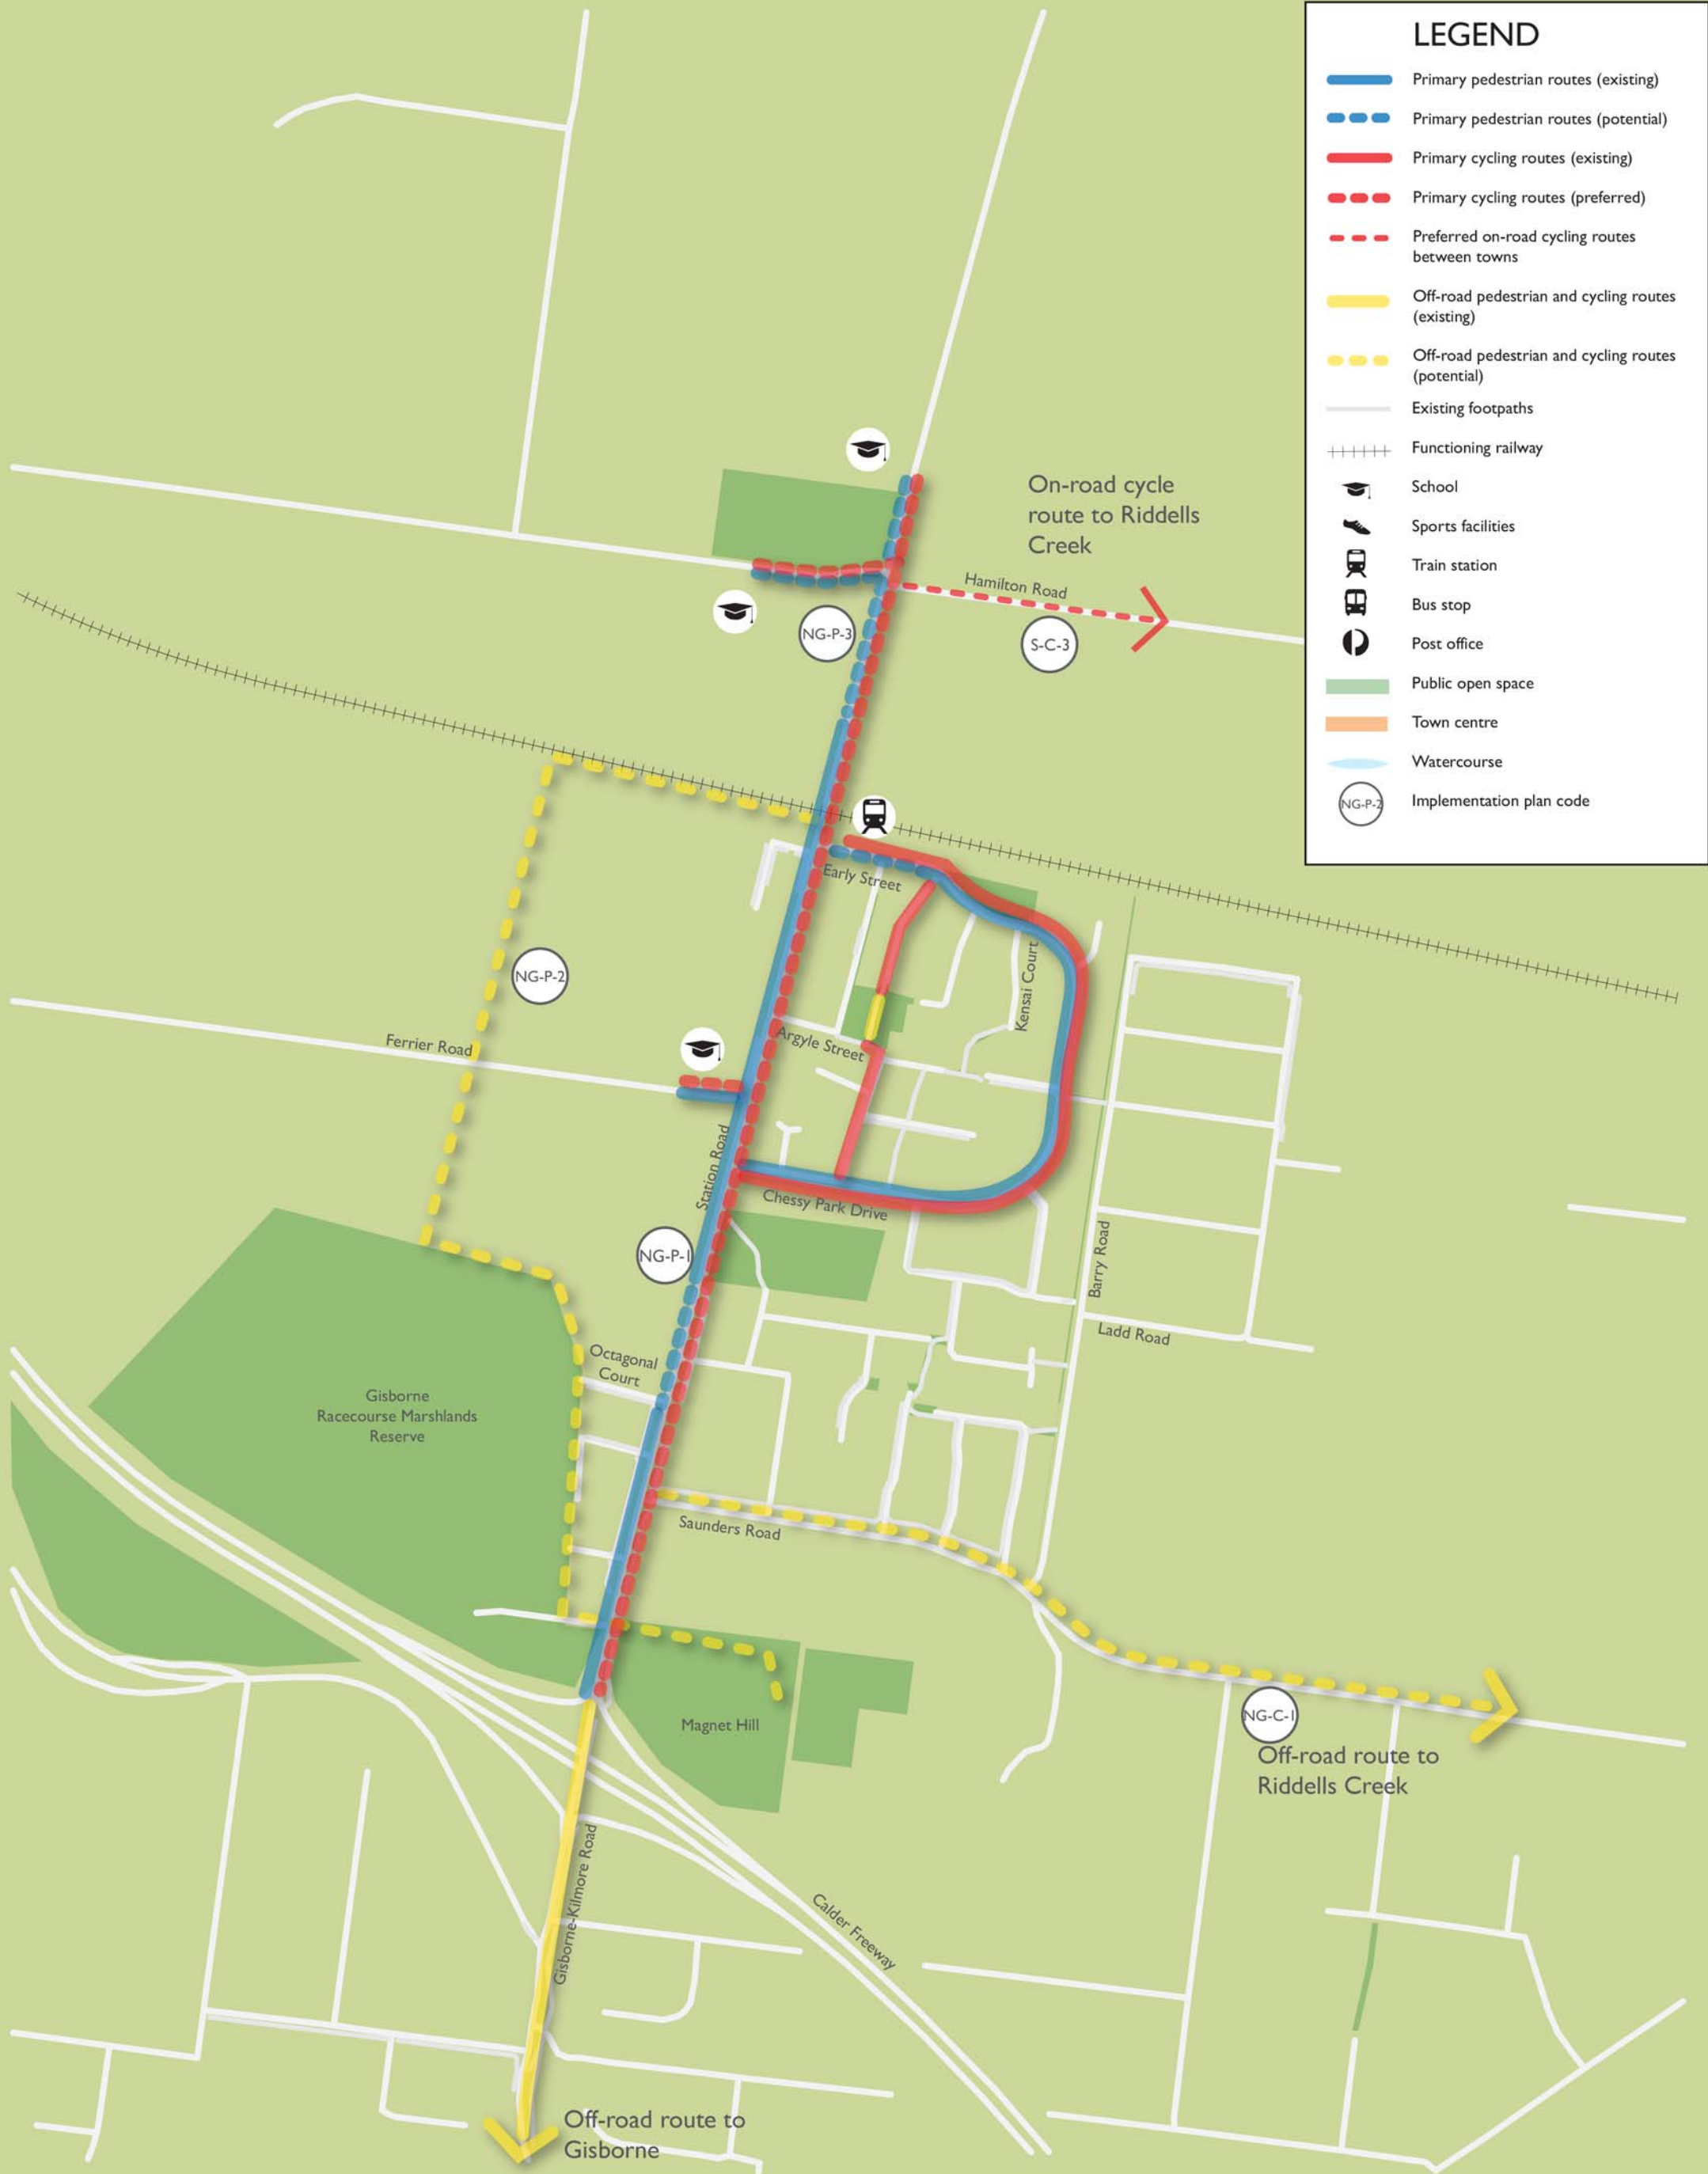 LEGEND
Primary pedestrian routes (existing)
Primary pedestrian routes (potential)
Primary cycling routes (existing)
Primary cycling routes (preferred)
Preferred on-road cycling routes
between towns
Off-road pedestrian and cycling routes
(existing)
Off-road pedestrian and cycling routes
(potential)
Existing footpaths
Functioning railway
School
Sports facilities
Train station
Bus stop
Post office
Public open space
Town centre
Watercourse
NG-P-2
Implementation plan code
On-road cycle
route to Riddells
Creek
Hamilton Road
NG-P-3
S-C-3
Early Street
NG-P-2
Kensai Court
Argyle Street
Ferrier Road
Station Road
Chessy Park Drive
NG-P-1
Barry Road
Ladd Road
Octagonal
Court
Gisborne
Racecourse Marshlands
Reserve
Saunders Road
Magnet Hill
NG-C-1
Off-road route to
Riddells Creek
Gisborne-Kilmore Road
Calder Freeway
Off-road route to
Gisborne